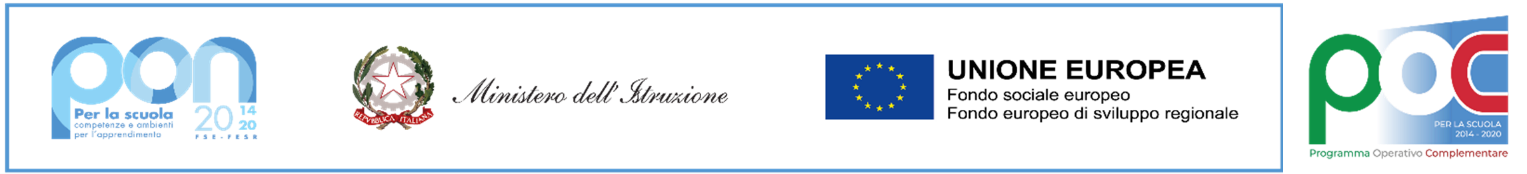 pon
Per la scuola
competenze e ambienti
per l'apprendimento
20 14
20
FSE-FESR
REPVBBLICA ITALIANA
Ministero dell'Istruzione
UNIONE EUROPEA
Fondo sociale europeo
Fondo europeo di sviluppo regionale
poc
PER LA SCUOLA
2014 - 2020
Programma Operativo Complementare